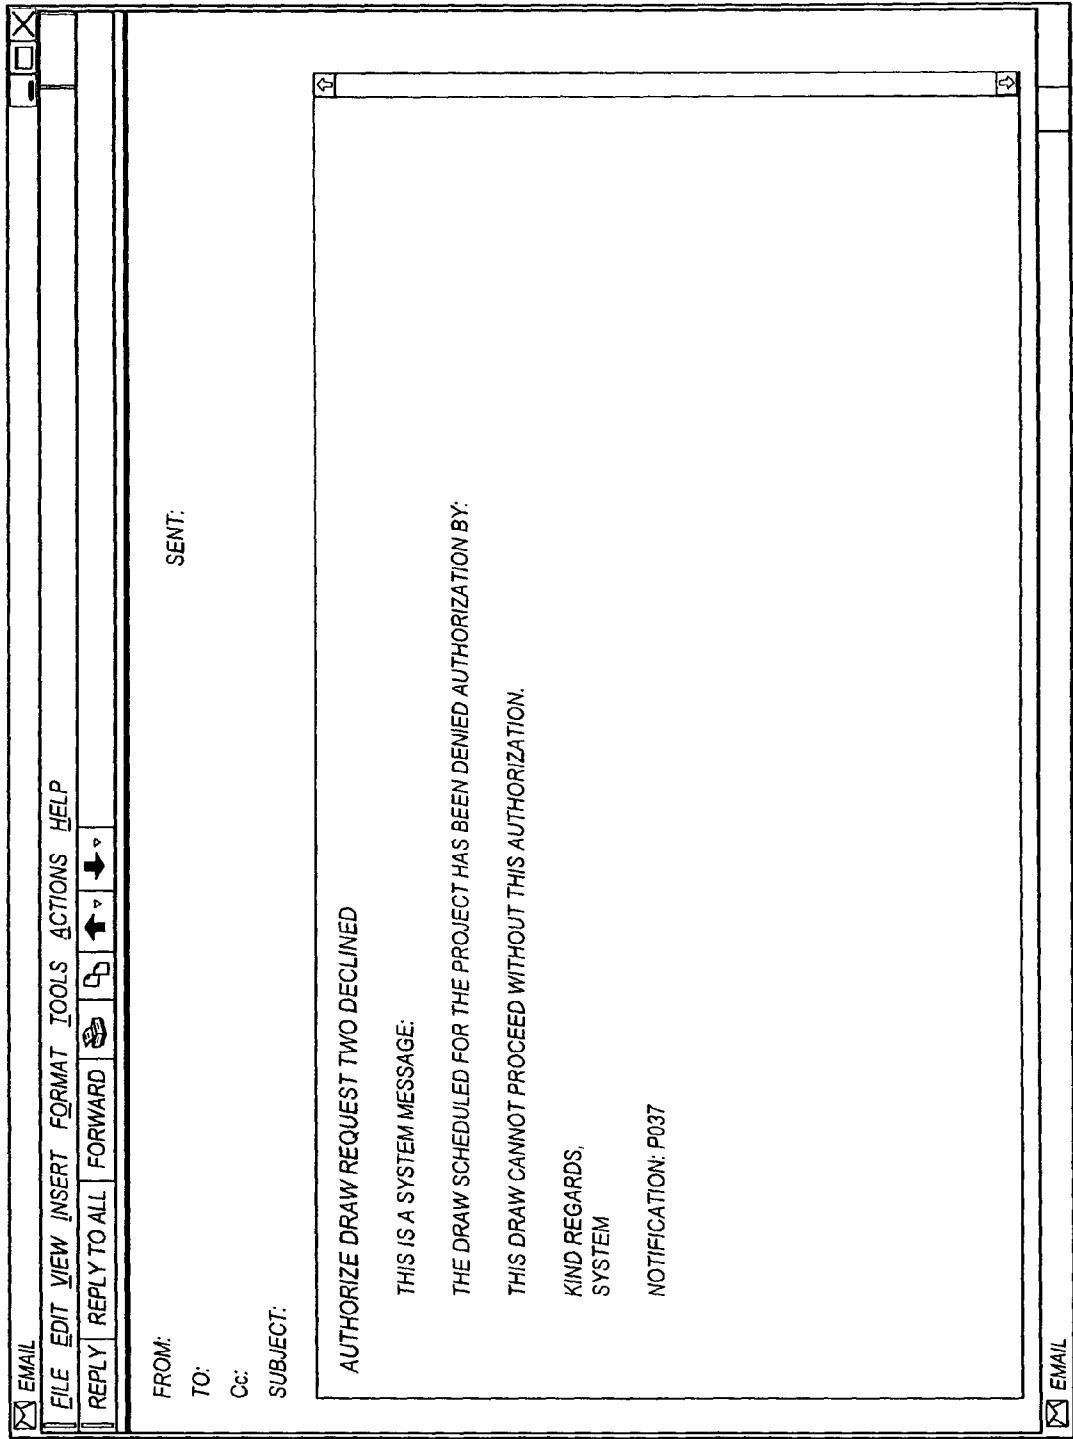 EMAIL
FILE EDIT VIEW INSERT FORMAT TOOLS ACTIONS HELP
REPLY REPLY TO ALL FORWARD
FROM: SENT:
TO:
Cc:
SUBJECT:
AUTHORIZE DRAW REQUEST TWO DECLINED
THIS IS A SYSTEM MESSAGE:
THE DRAW SCHEDULED FOR THE PROJECT HAS BEEN DENIED AUTHORIZATION BY:
THIS DRAW CANNOT PROCEED WITHOUT THIS AUTHORIZATION.
KIND REGARDS,
SYSTEM
NOTIFICATION: P037
EMAIL